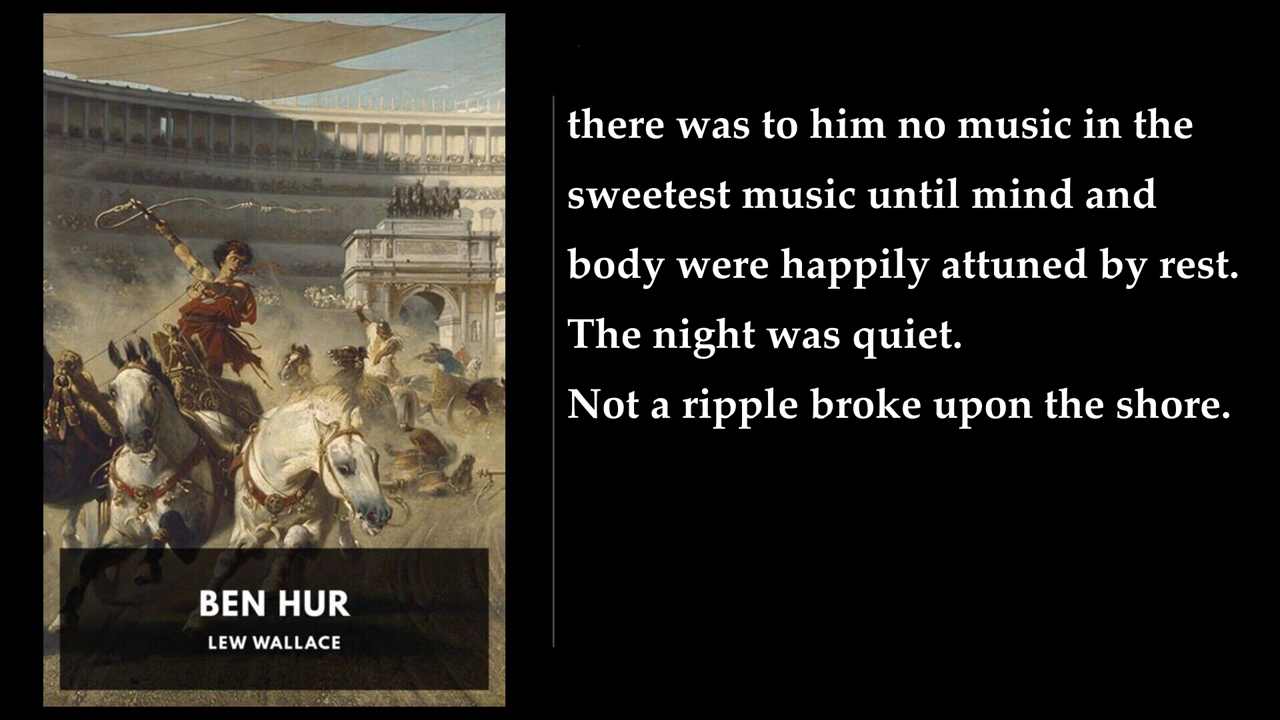 there was to him no music in the
sweetest music until mind and
body were happily attuned by rest.
The night was quiet.
Not a ripple broke upon the shore.
BEN HUR
LEW WALLACE